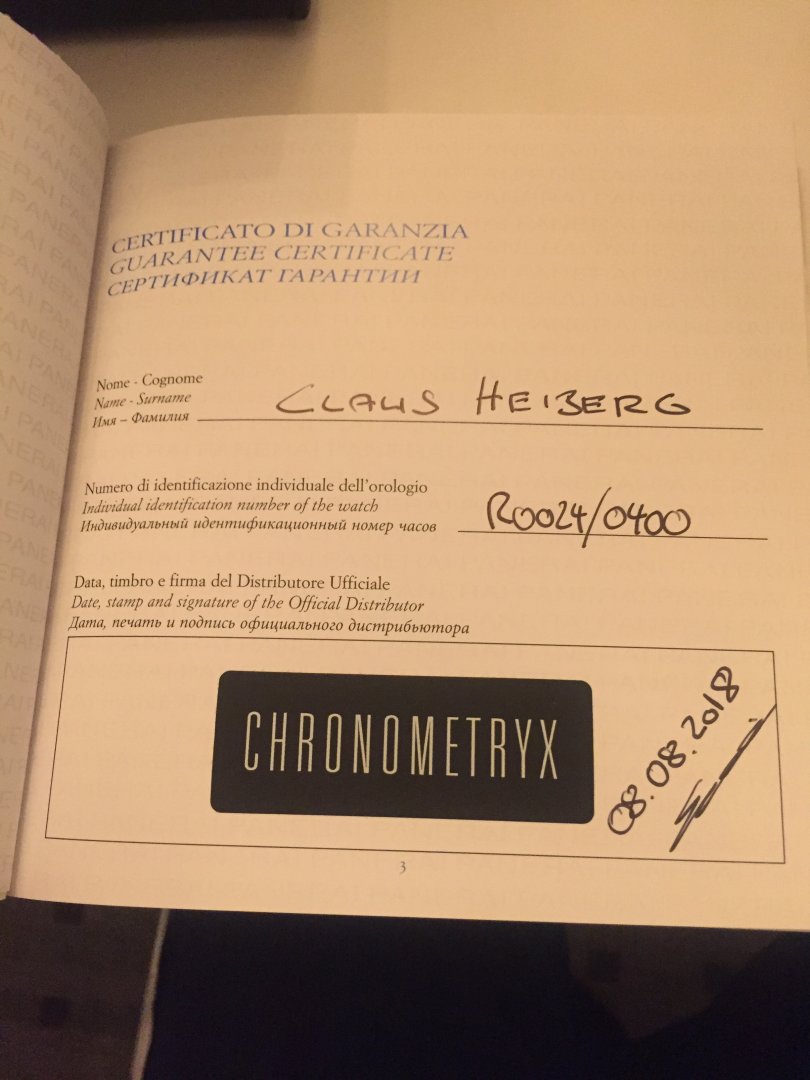 CERTIFICATO DI GARANZIA
GUARANTEE CERTIFICATE
СЕРТИФИКАТ ГАРАНТИИ
Nome - Cognome
Name - Surname
Имя – Фамилия
CLAUS HEIBERG
Numero di identificazione individuale dell'orologio
Individual identification number of the watch
Индивидуальный идентификационный номер часов
R0024/0400
Data, timbro e firma del Distributore Ufficiale
Date, stamp and signature of the Official Distributor
Дата, печать и подпись официального дистрибьютора
CHRONOMETRYX
08.08.2018
3